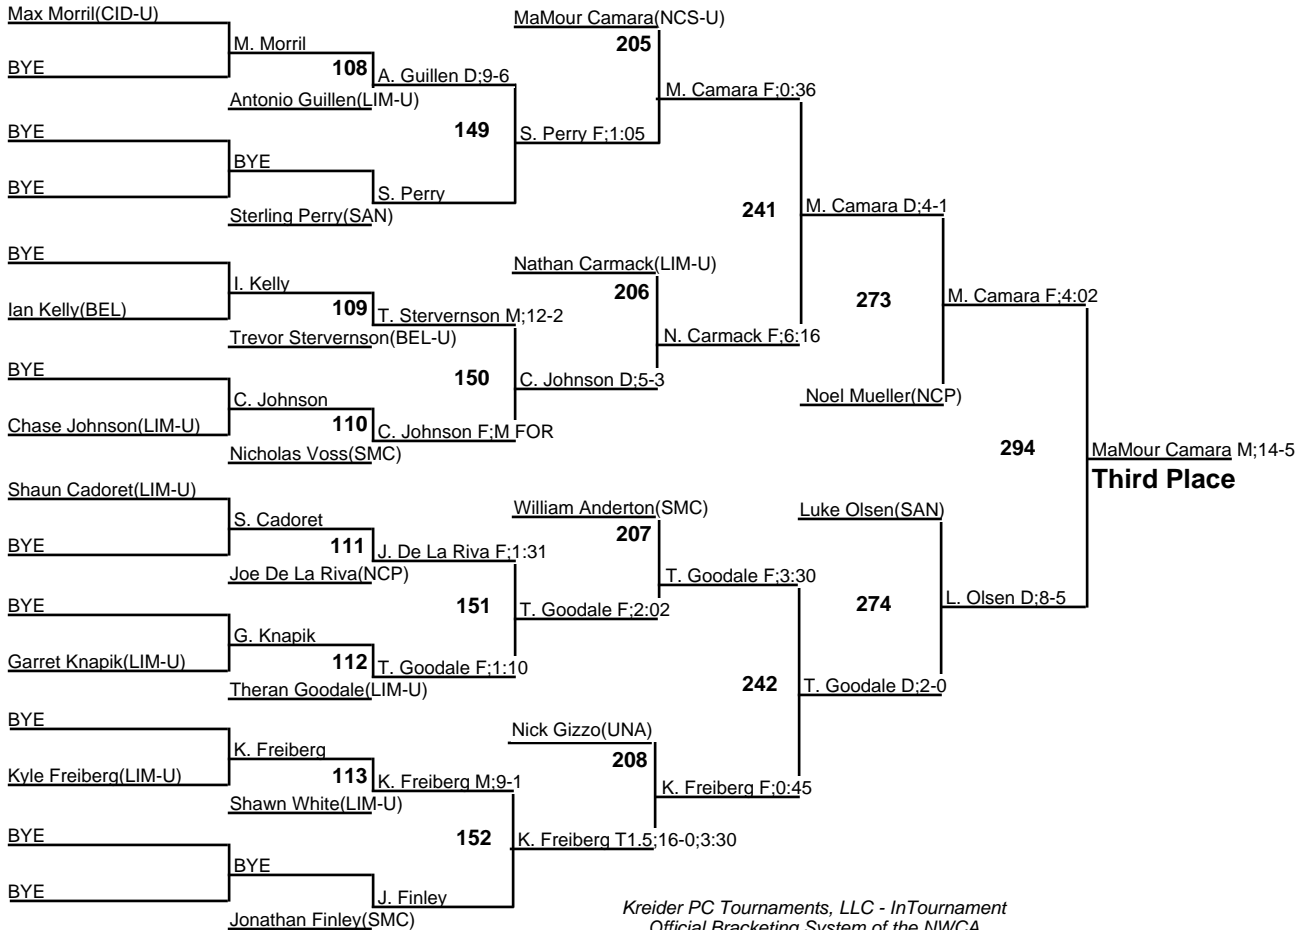 Max Morril(CID-U)
MaMour Camara(NCS-U)
M. Morril
205
BYE
108
A. Guillen D;9-6
M. Camara F;0:36
Antonio Guillen(LIM-U)
BYE
149
S. Perry F;1:05
BYE
BYE
S. Perry
Sterling Perry(SAN)
241
M. Camara D;4-1
BYE
Nathan Carmack(LIM-U)
I. Kelly
206
273
M. Camara F;4:02
Ian Kelly(BEL)
109
T. Stervernson M;12-2
Trevor Stervernson(BEL-U)
N. Carmack F;6:16
BYE
150
C. Johnson D;5-3
C. Johnson
Noel Mueller(NCP)
Chase Johnson(LIM-U)
110
C. Johnson F;M FOR
Nicholas Voss(SMC)
294
MaMour Camara M;14-5
Third Place
Shaun Cadoret(LIM-U)
William Anderton(SMC)
Luke Olsen(SAN)
S. Cadoret
207
BYE
111
J. De La Riva F;1:31
Joe De La Riva(NCP)
T. Goodale F;3:30
274
L. Olsen D;8-5
BYE
151
T. Goodale F;2:02
G. Knapik
Garret Knapik(LIM-U)
112
T. Goodale F;1:10
Theran Goodale(LIM-U)
242
T. Goodale D;2-0
BYE
Nick Gizzo(UNA)
K. Freiberg
208
Kyle Freiberg(LIM-U)
113
K. Freiberg M;9-1
K. Freiberg F;0:45
Shawn White(LIM-U)
BYE
152
K. Freiberg T1.5;16-0;3:30
BYE
BYE
J. Finley
Jonathan Finley(SMC)
Kreider PC Tournaments, LLC - InTournament
Official Bracketing System of the NWCA